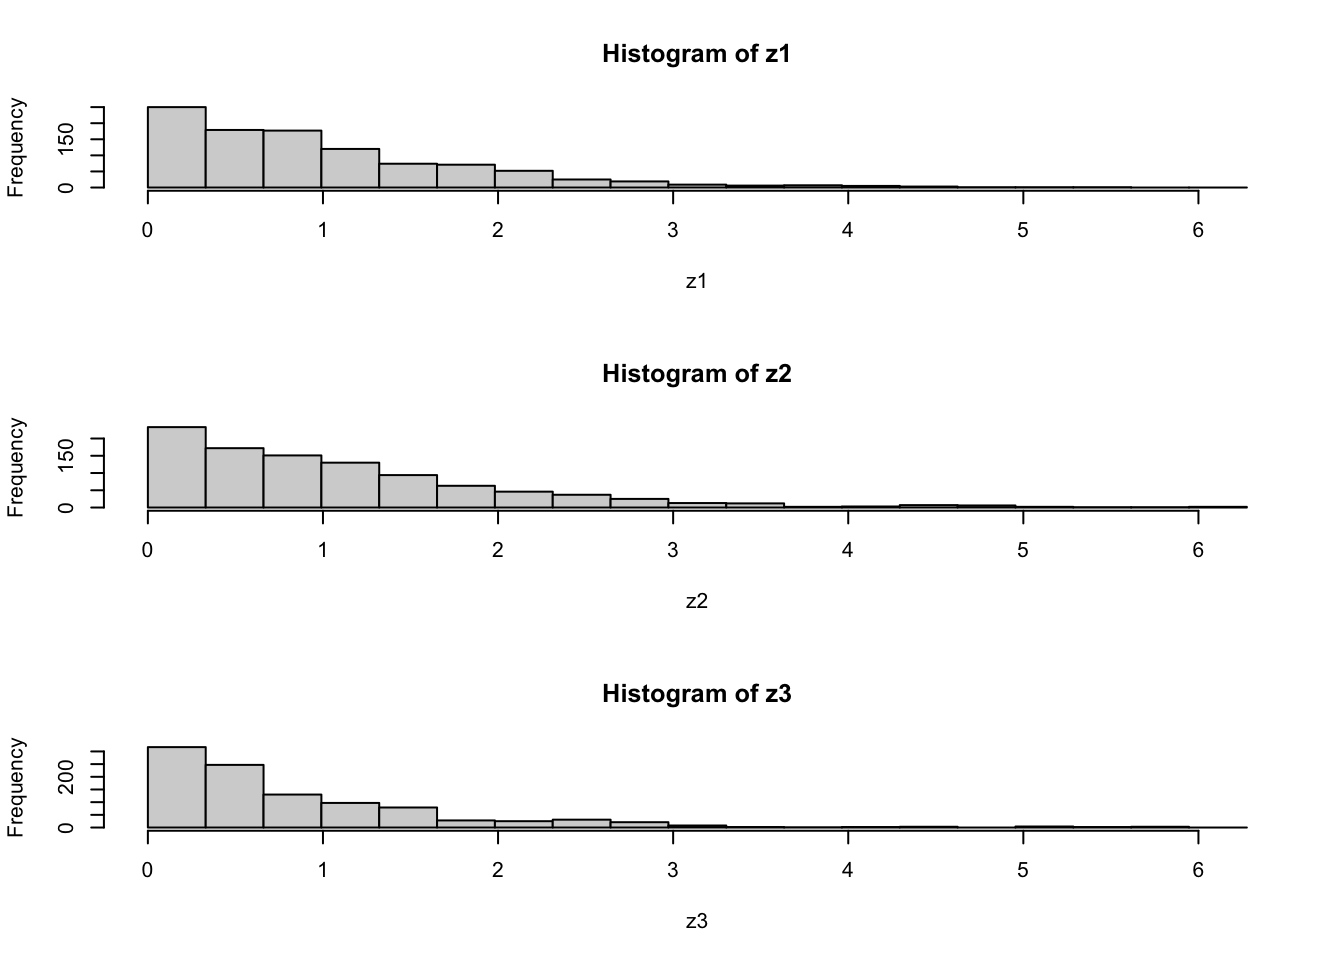 Histogram of z1
Frequency
0 150
0 1 2 3 4 5 6
z1
Histogram of z2
Frequency
0 150
0 1 2 3 4 5 6
z2
Histogram of z3
Frequency
0 200
0 1 2 3 4 5 6
z3